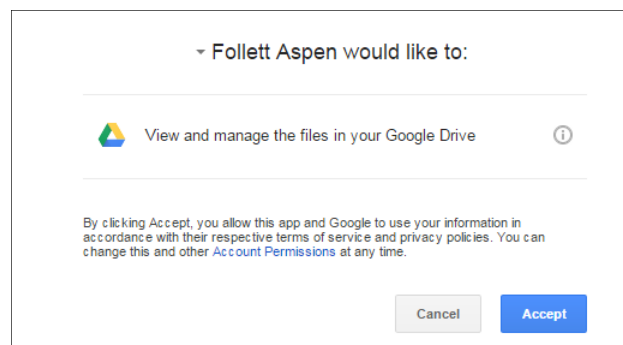 Follett Aspen would like to:
View and manage the files in your Google Drive
By clicking Accept, you allow this app and Google to use your information in
accordance with their respective terms of service and privacy policies. You can
change this and other Account Permissions at any time.
Cancel Accept